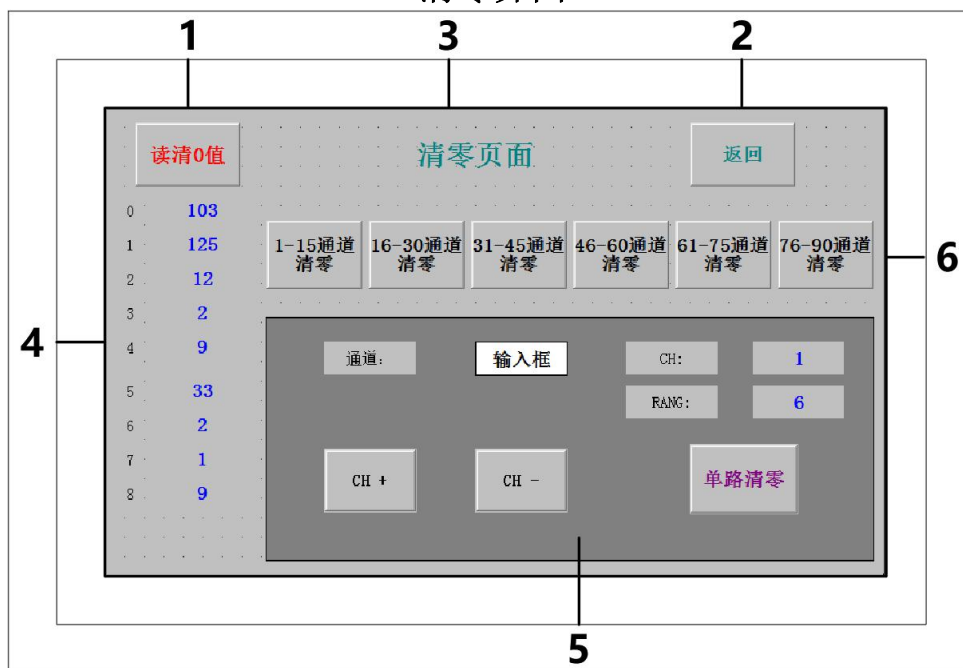 1
3
2
读清0值
清零页面
返回
0 103
1 125
2 12
3 2
4 9
5 33
6 2
7 1
8 9
1-15通道
清零
16-30通道
清零
31-45通道
清零
46-60通道
清零
61-75通道
清零
76-90通道
清零
6
4
通道:
输入框
CH: 1
RANG: 6
CH +
CH -
单路清零
5